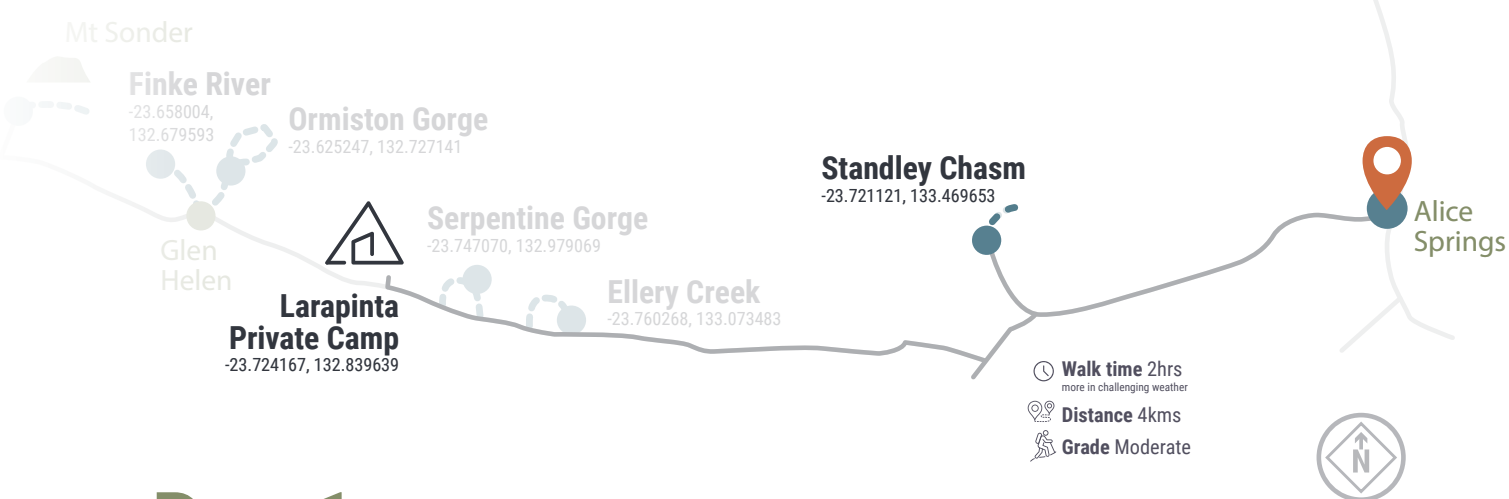 Mt Sonder
Finke River
-23.658004,
132.679593
Ormiston Gorge
-23.625247, 132.727141
Standley Chasm
-23.721121, 133.469653
Alice
Springs
Serpentine Gorge
-23.747070, 132.979069
Glen
Helen
Ellery Creek
-23.760268, 133.073483
Larapinta
Private Camp
-23.724167, 132.839639
Walk time 2hrs
more in challenging weather
Distance 4kms
Grade Moderate
N